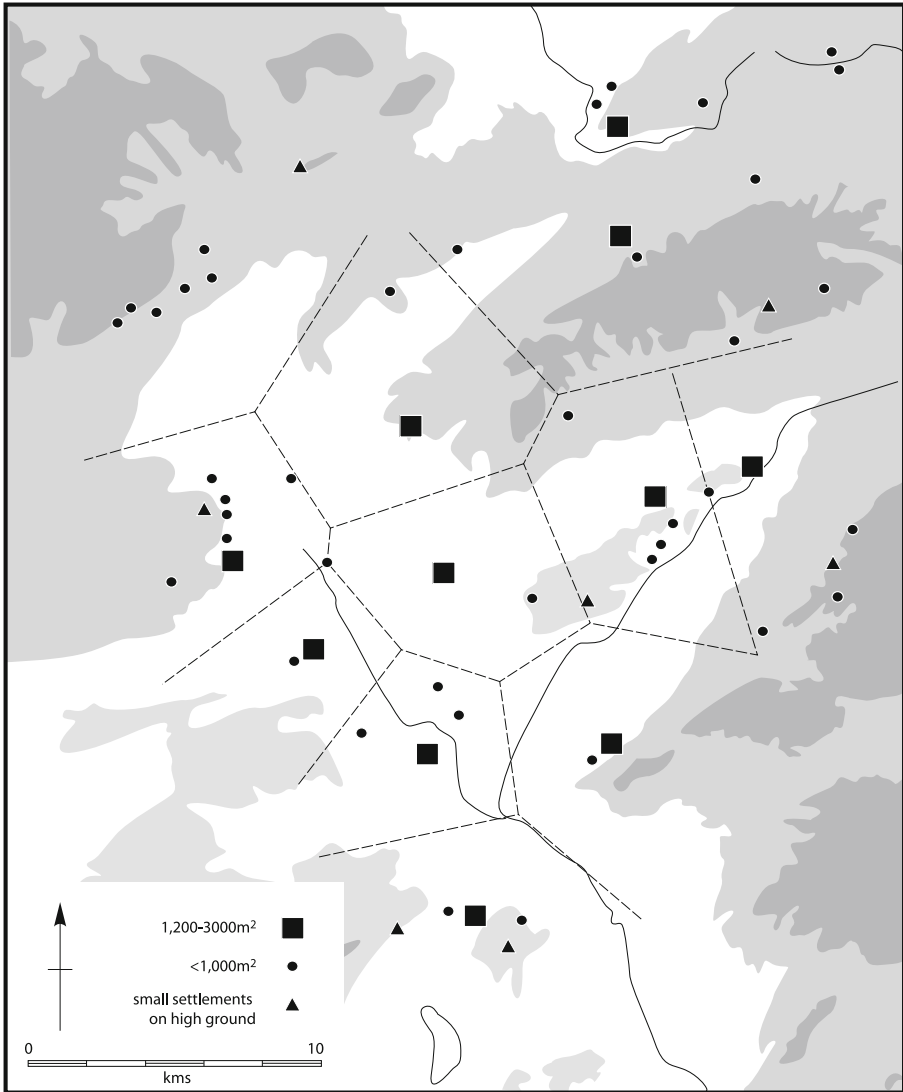 1,200-3000m²
<1,000m²
small settlements
on high ground
0 10
kms